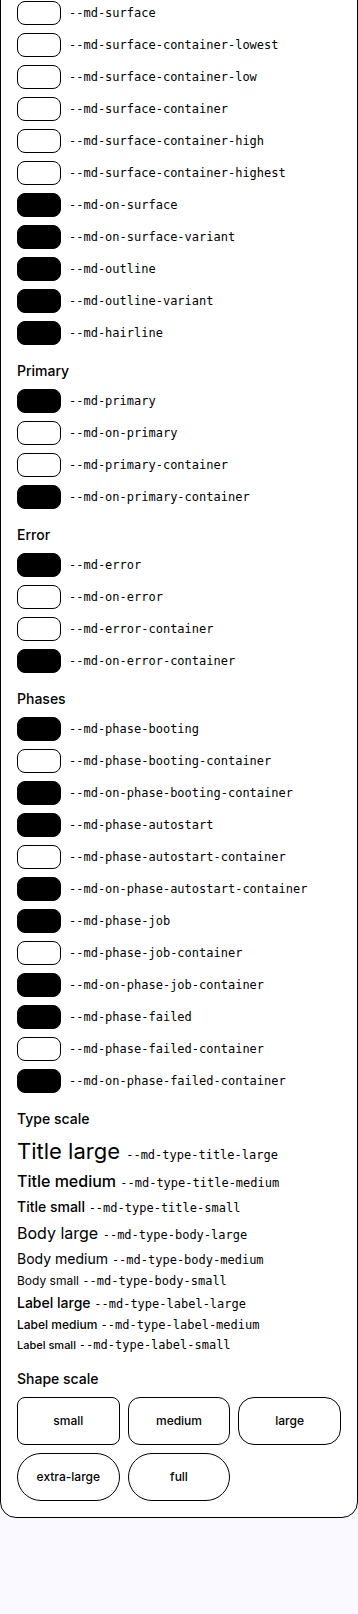 --md-surface
--md-surface-container-lowest
--md-surface-container-low
--md-surface-container
--md-surface-container-high
--md-surface-container-highest
--md-on-surface
--md-on-surface-variant
--md-outline
--md-outline-variant
--md-hairline
Primary
--md-primary
--md-on-primary
--md-primary-container
--md-on-primary-container
Error
--md-error
--md-on-error
--md-error-container
--md-on-error-container
Phases
--md-phase-booting
--md-phase-booting-container
--md-on-phase-booting-container
--md-phase-autostart
--md-phase-autostart-container
--md-on-phase-autostart-container
--md-phase-job
--md-phase-job-container
--md-on-phase-job-container
--md-phase-failed
--md-phase-failed-container
--md-on-phase-failed-container
Type scale
Title large --md-type-title-large
Title medium --md-type-title-medium
Title small --md-type-title-small
Body large --md-type-body-large
Body medium --md-type-body-medium
Body small --md-type-body-small
Label large --md-type-label-large
Label medium --md-type-label-medium
Label small --md-type-label-small
Shape scale
small medium large
extra-large full